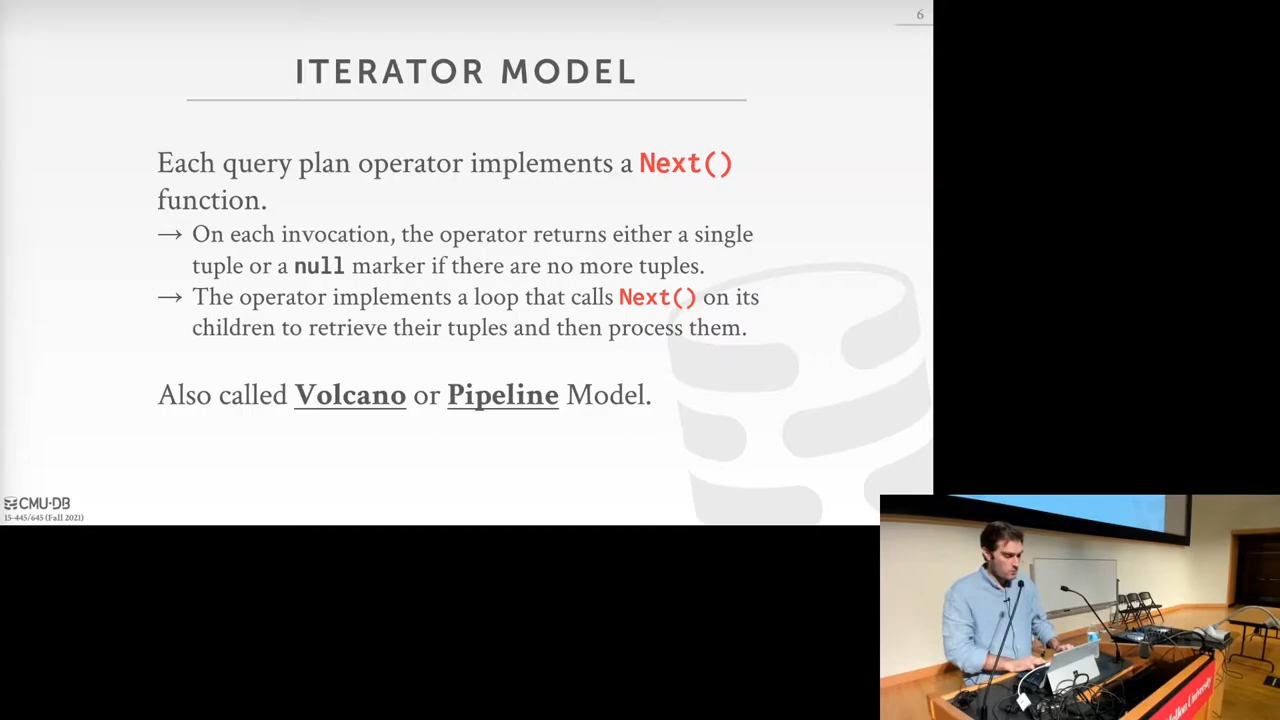 6
ITERATOR MODEL
Each query plan operator implements a Next()
function.
→ On each invocation, the operator returns either a single
tuple or a null marker if there are no more tuples.
→ The operator implements a loop that calls Next() on its
children to retrieve their tuples and then process them.
Also called Volcano or Pipeline Model.
CMU·DB
15-445/645 (Fall 2021)
Mellon University